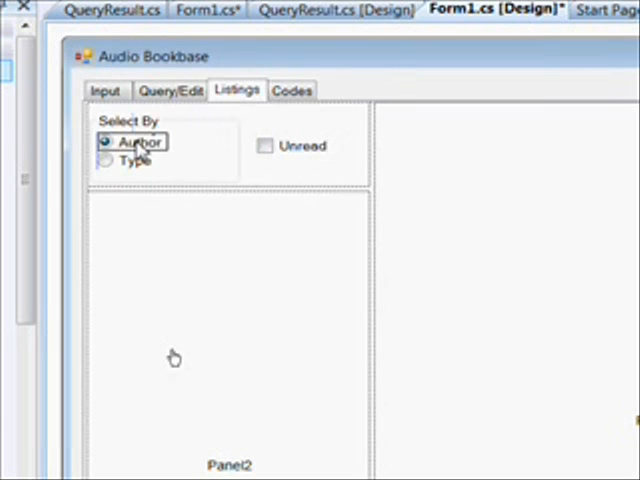 QueryResult.cs Form1.cs* QueryResult.cs [Design] Form1.cs [Design]* Start Pag
Audio Bookbase
Input Query/Edit Listings Codes
Select By
Author
Unread
Type
Panel2